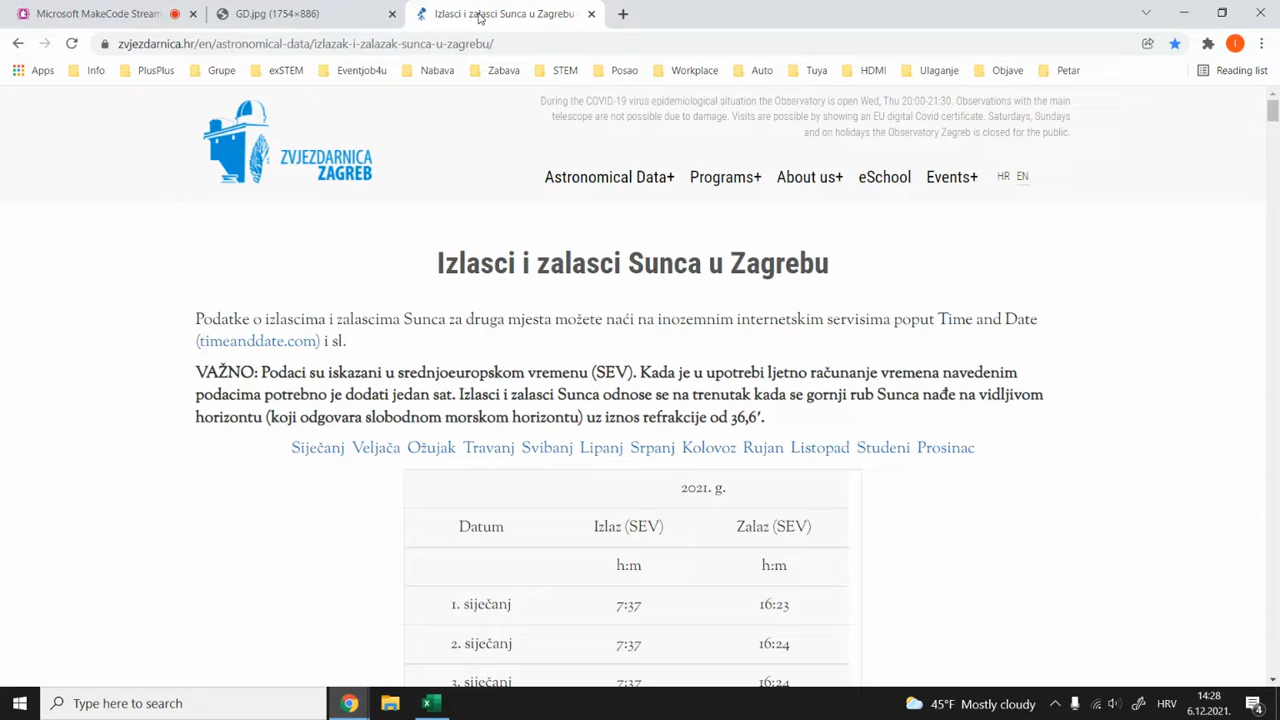 Microsoft MakeCode Stream
GD.jpg (1754×886)
Izlasci i zalasci Sunca u Zagrebu -
zvjezdarnica.hr/en/astronomical-data/izlazak-i-zalazak-sunca-u-zagrebu/
Apps Info PlusPlus Grupe exSTEM Eventjob4u Nabava Zabava STEM Posao Workplace Auto Tuya HDMI Ulaganje Objave Petar Reading list
During the COVID-19 virus epidemiological situation the Observatory is open Wed, Thu 20:00-21:30. Observations with the main
telescope are not possible due to damage. Visits are possible by showing an EU digital Covid certificate. Saturdays, Sundays
and on holidays the Observatory Zagreb is closed for the public.
ZVJEZDARNICA
ZAGREB
Astronomical Data+ Programs+ About us+ eSchool Events+ HR EN
Izlasci i zalasci Sunca u Zagrebu
Podatke o izlascima i zalascima Sunca za druga mjesta možete naći na inozemnim internetskim servisima poput Time and Date
(timeanddate.com) i sl.
VAŽNO: Podaci su iskazani u srednjoeuropskom vremenu (SEV). Kada je u upotrebi ljetno računanje vremena navedenim
podacima potrebno je dodati jedan sat. Izlasci i zalasci Sunca odnose se na trenutak kada se gornji rub Sunca nađe na vidljivom
horizontu (koji odgovara slobodnom morskom horizontu) uz iznos refrakcije od 36,6′.
Siječanj Veljača Ožujak Travanj Svibanj Lipanj Srpanj Kolovoz Rujan Listopad Studeni Prosinac
2021. g.
Datum Izlaz (SEV) Zalaz (SEV)
h:m h:m
1. siječanj 7:37 16:23
2. siječanj 7:37 16:24
3. siječanj 7:37 16:24
Type here to search
45°F Mostly cloudy
HRV
14:28
6.12.2021.
4